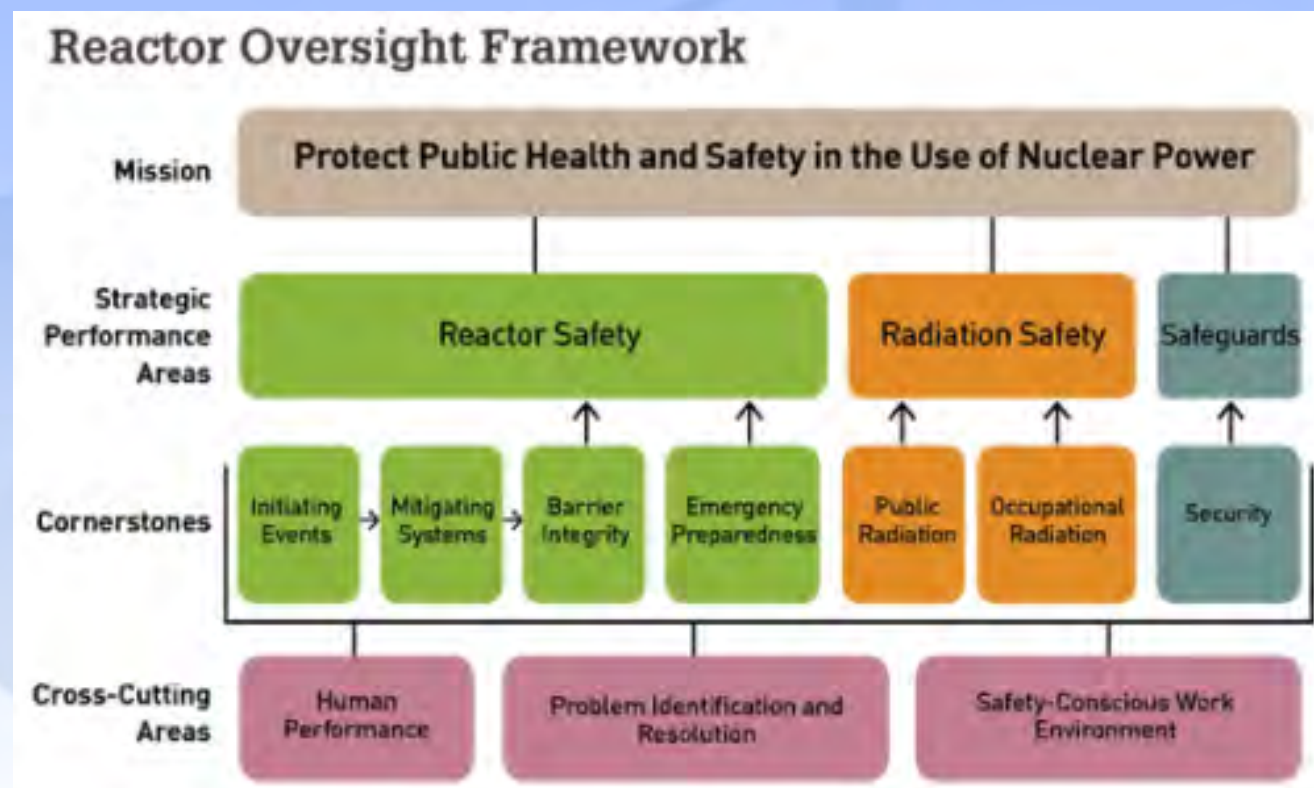 Reactor Oversight Framework
Mission
Protect Public Health and Safety in the Use of Nuclear Power
Strategic
Performance
Areas
Reactor Safety
Radiation Safety
Safeguards
Cornerstones
Initiating
Events
Mitigating
Systems
Barrier
Integrity
Emergency
Preparedness
Public
Radiation
Occupational
Radiation
Security
Cross-Cutting
Areas
Human
Performance
Problem Identification and
Resolution
Safety-Conscious Work
Environment